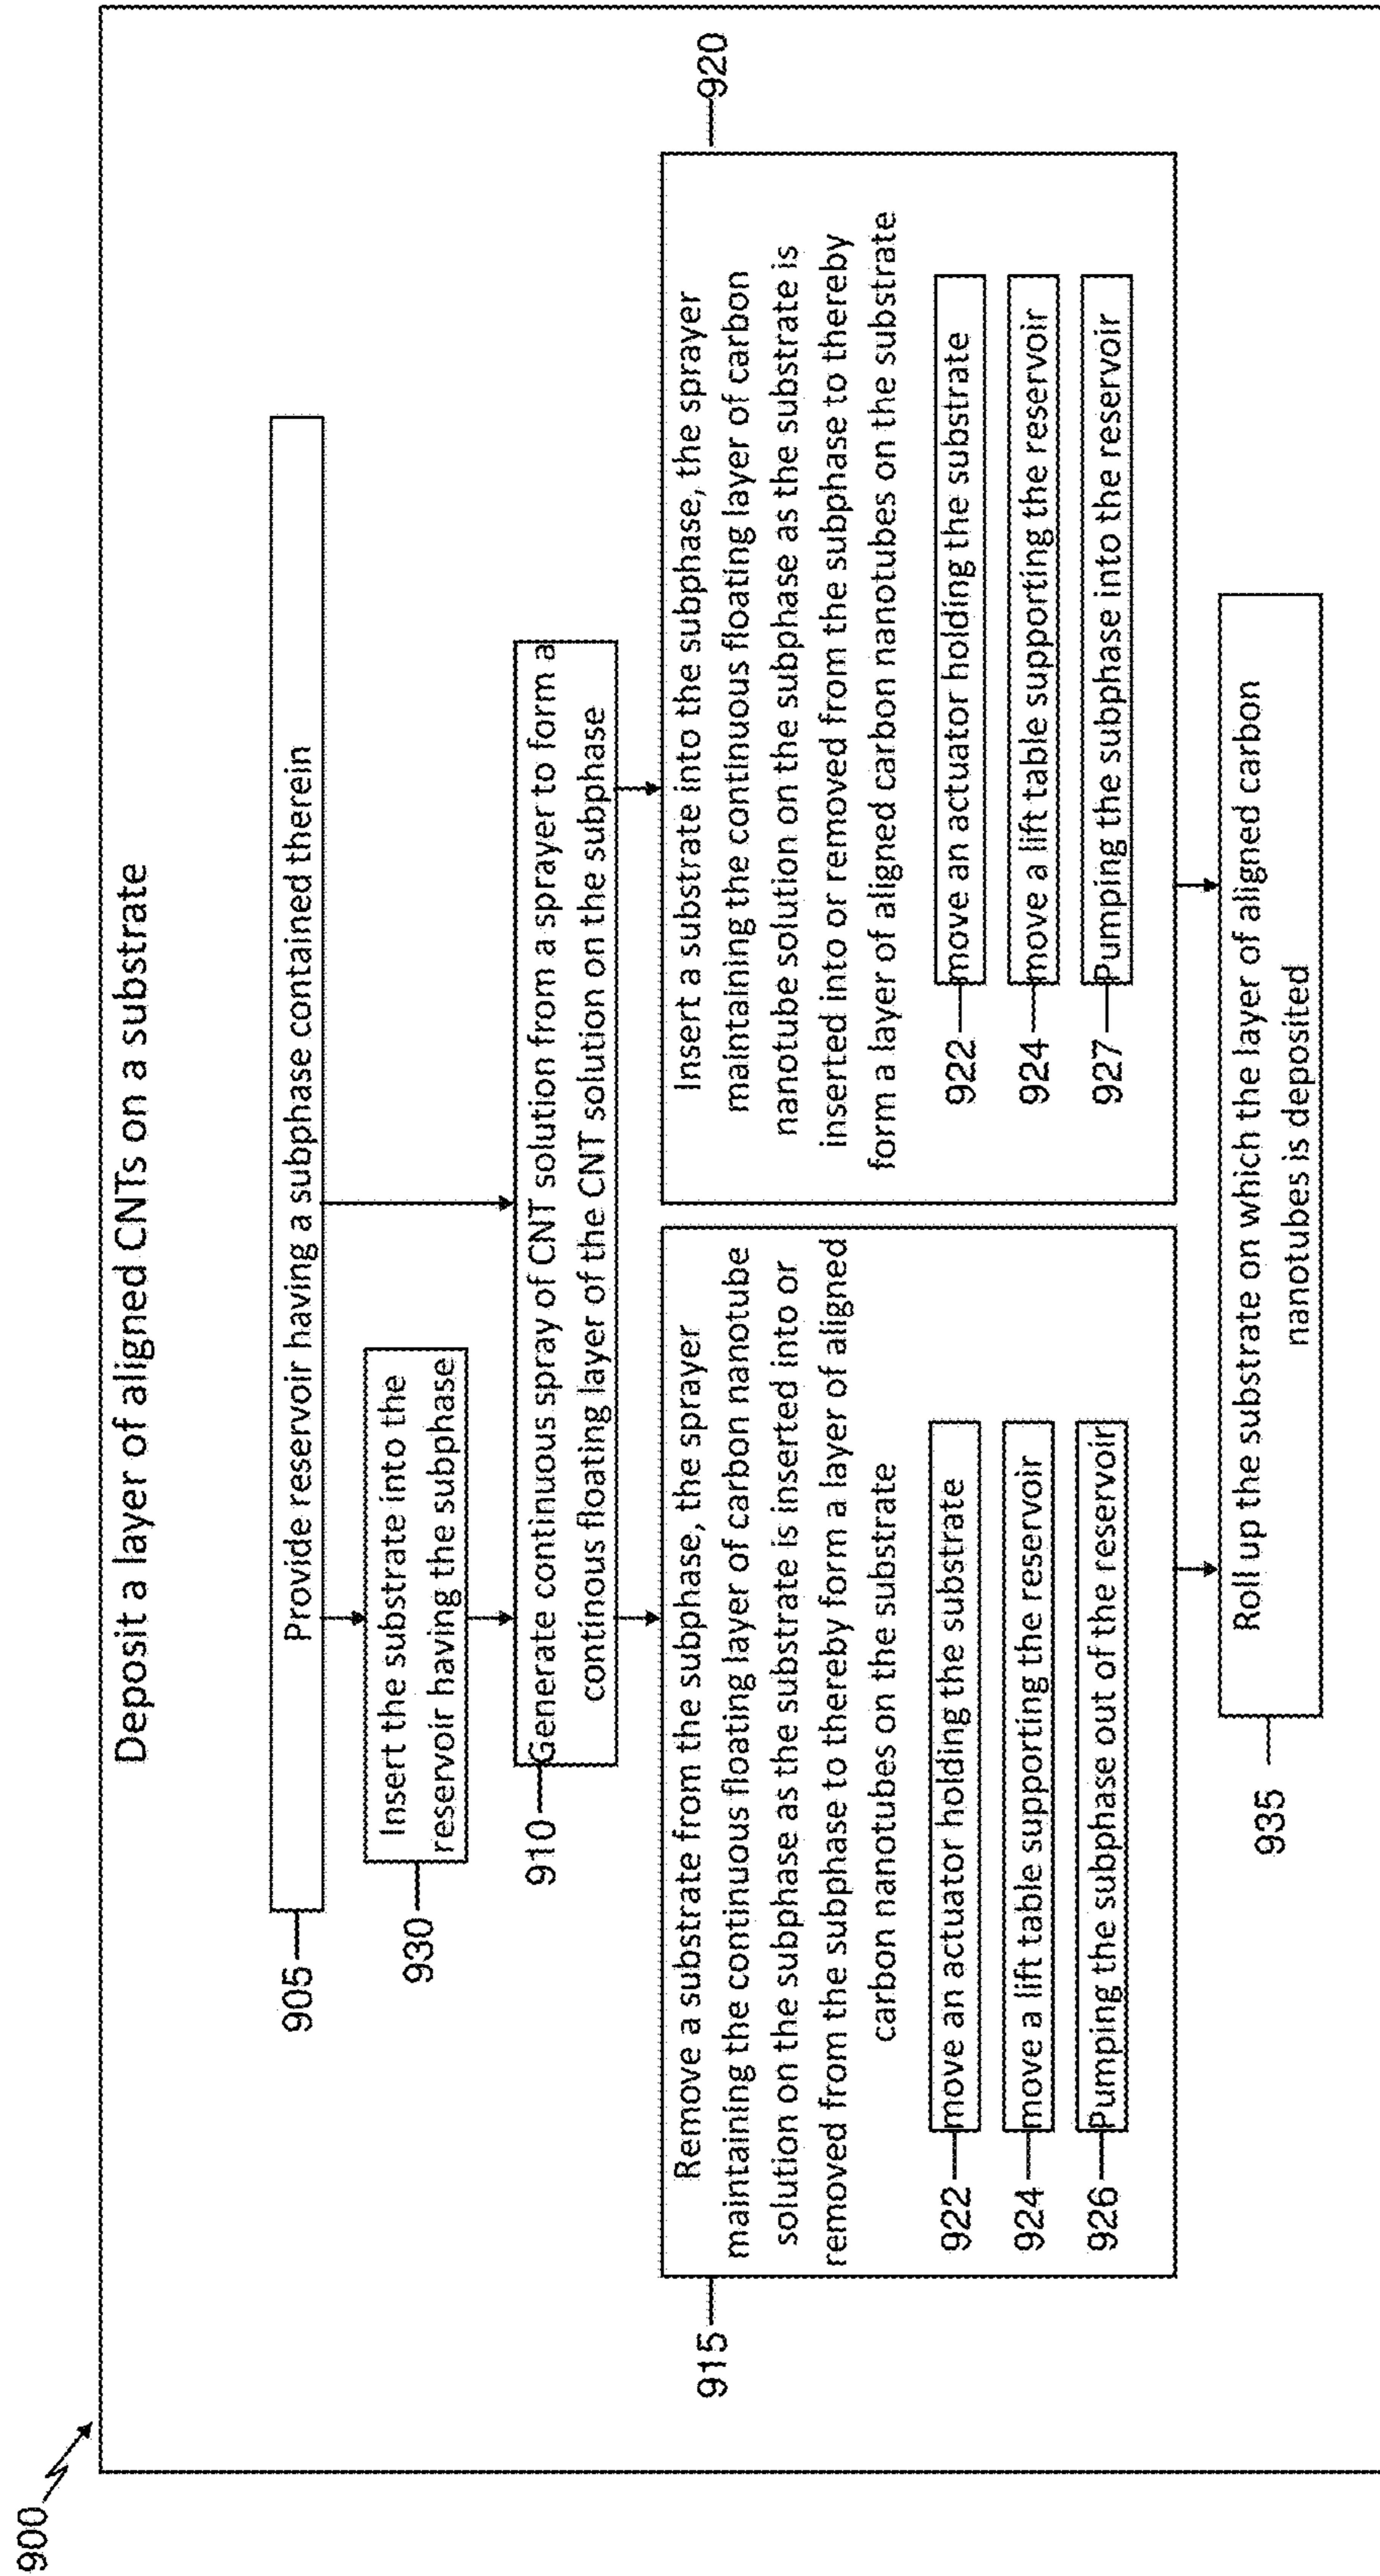 900
Deposit a layer of aligned CNTs on a substrate
905
Provide reservoir having a subphase contained therein
930
Insert the substrate into the
reservoir having the subphase
910
Generate continuous spray of CNT solution from a sprayer to form a
continous floating layer of the CNT solution on the subphase
915
Remove a substrate from the subphase, the sprayer
maintaining the continuous floating layer of carbon nanotube
solution on the subphase as the substrate is inserted into or
removed from the subphase to thereby form a layer of aligned
carbon nanotubes on the substrate
922
move an actuator holding the substrate
924
move a lift table supporting the reservoir
926
Pumping the subphase out of the reservoir
920
Insert a substrate into the subphase, the sprayer
maintaining the continuous floating layer of carbon
nanotube solution on the subphase as the substrate is
inserted into or removed from the subphase to thereby
form a layer of aligned carbon nanotubes on the substrate
922
move an actuator holding the substrate
924
move a lift table supporting the reservoir
927
Pumping the subphase into the reservoir
935
Roll up the substrate on which the layer of aligned carbon
nanotubes is deposited